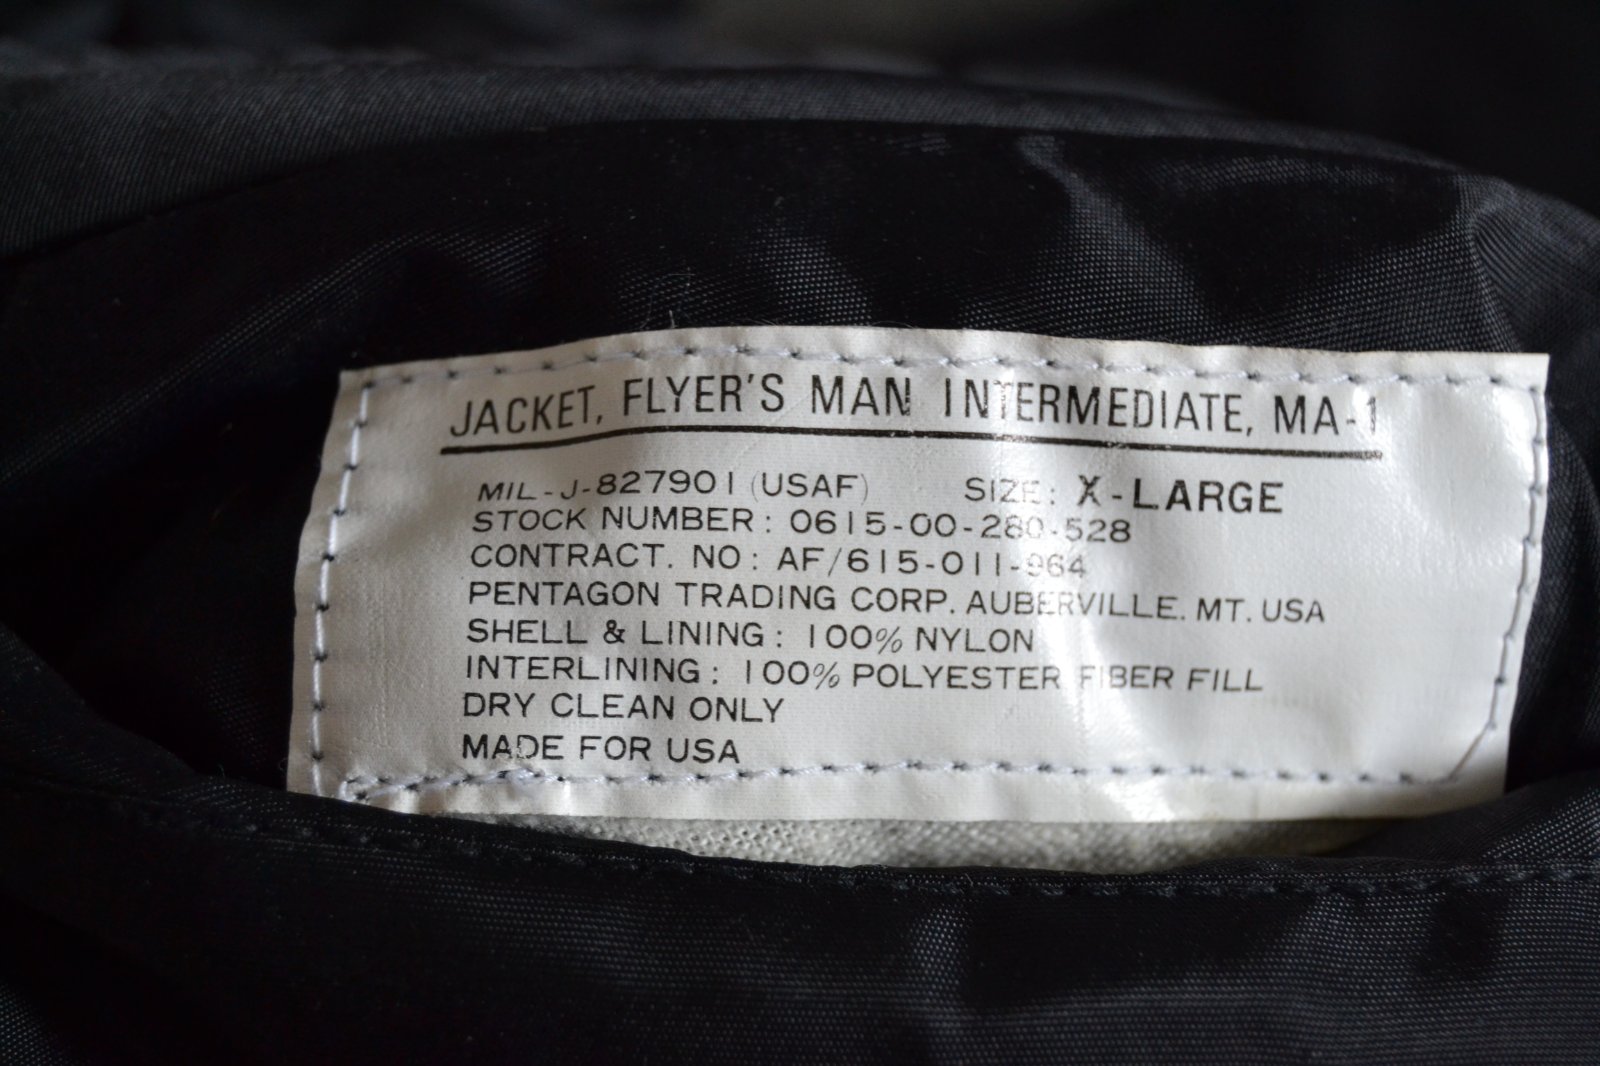 JACKET, FLYER'S MAN INTERMEDIATE, MA-1
MIL-J-827901 (USAF) SIZE: X-LARGE
STOCK NUMBER: 0615-00-280-528
CONTRACT. NO: AF/615-011-964
PENTAGON TRADING CORP. AUBERVILLE. MT. USA
SHELL & LINING: 100% NYLON
INTERLINING: 100% POLYESTER FIBER FILL
DRY CLEAN ONLY
MADE FOR USA